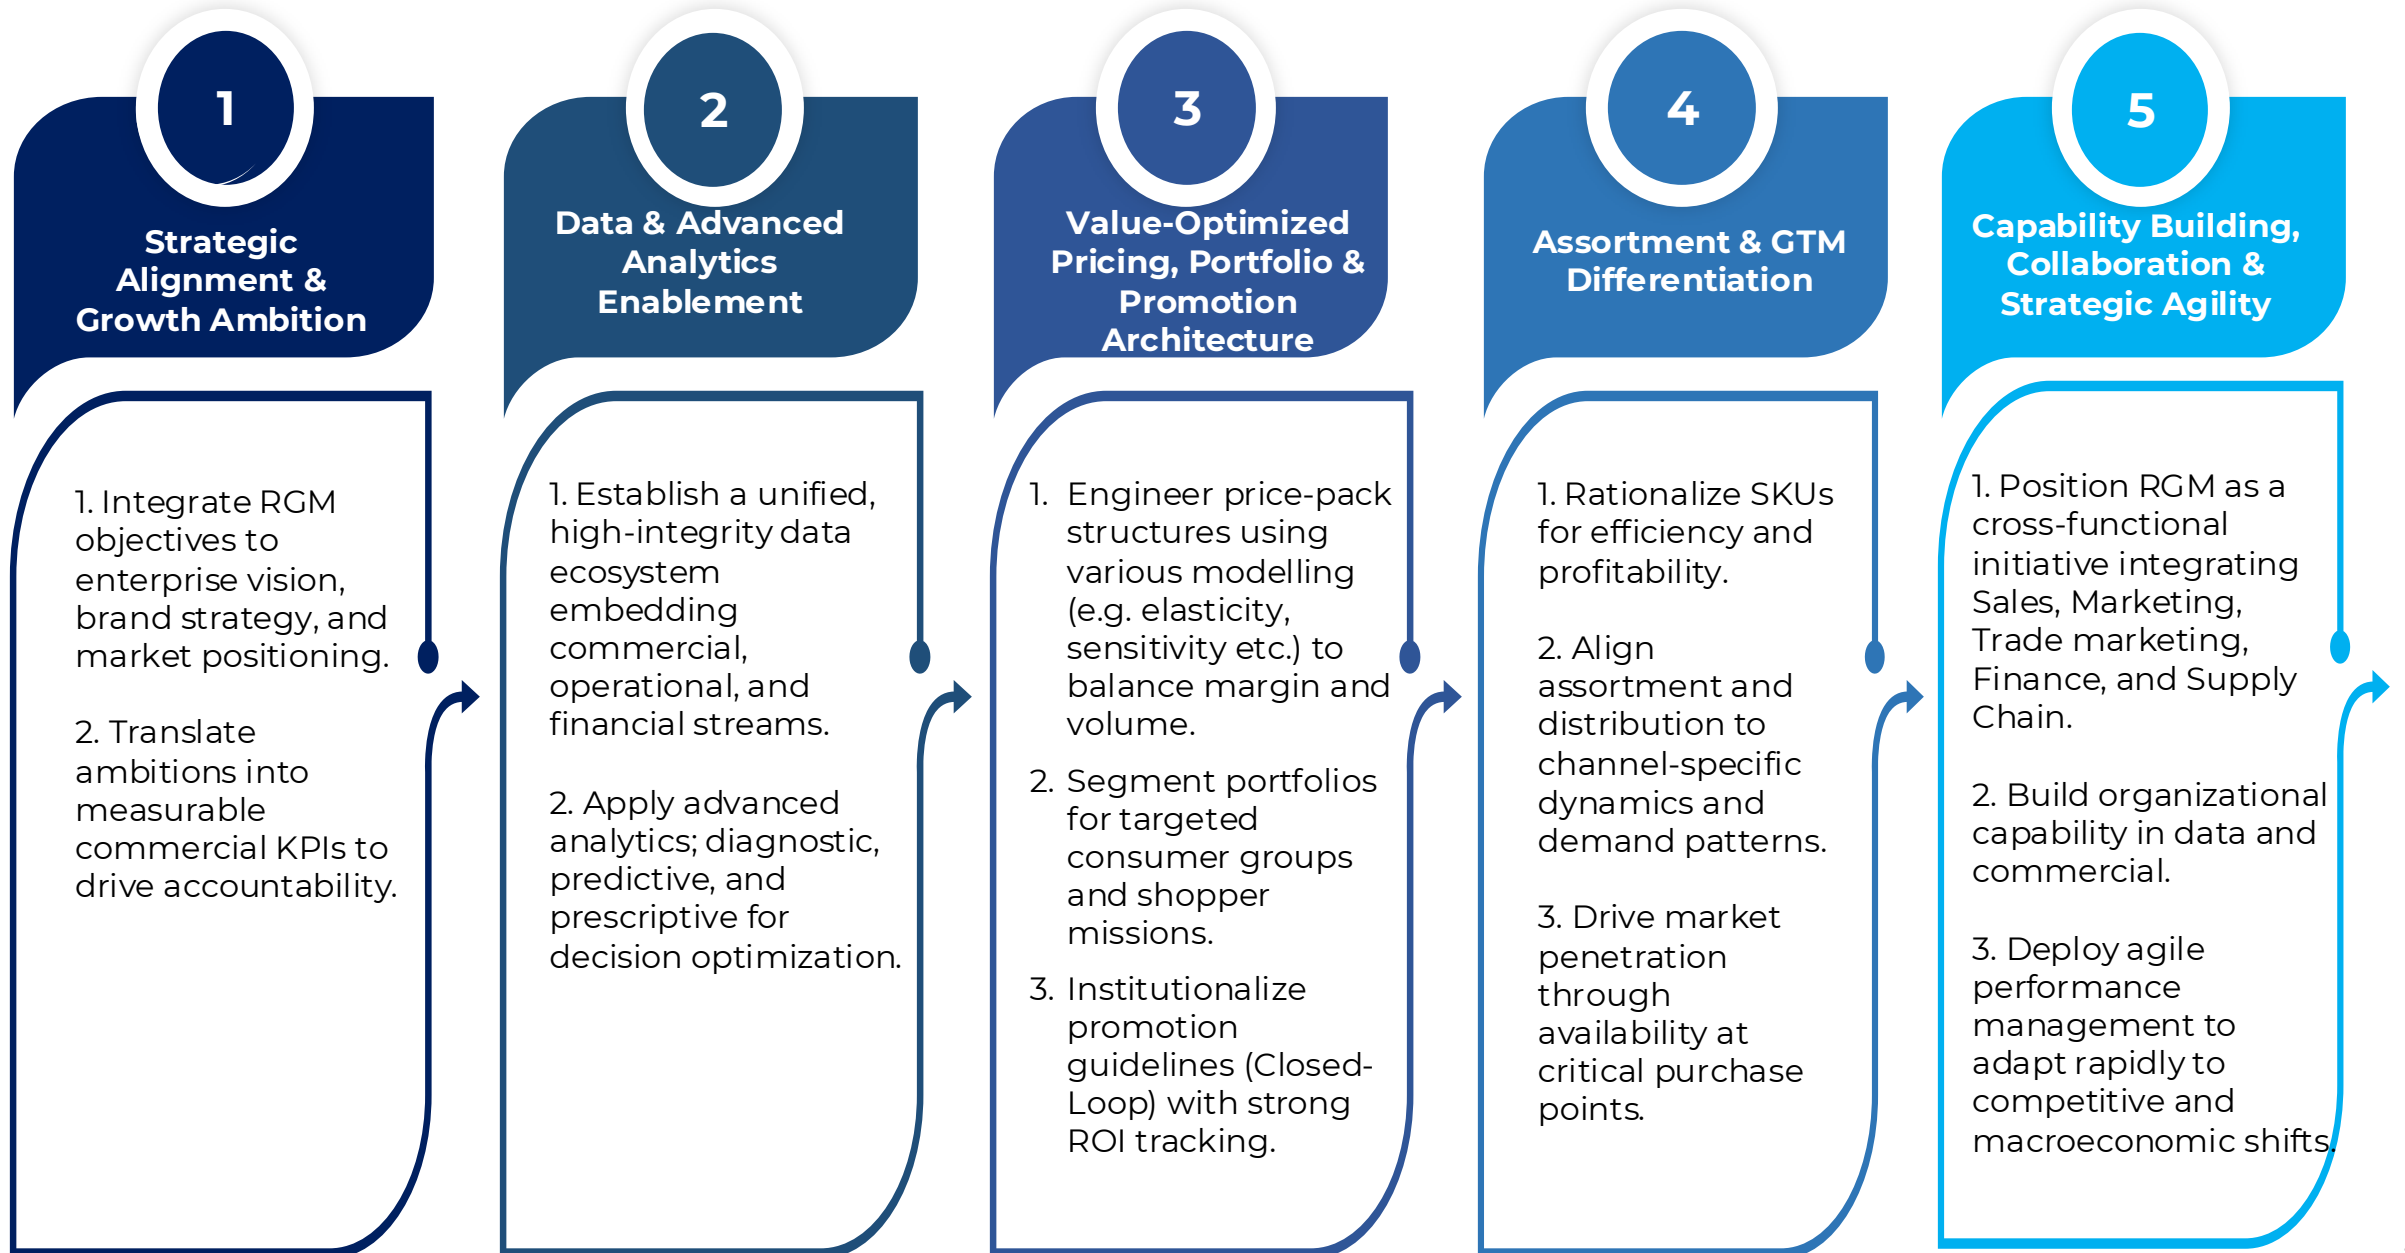 1
Strategic
Alignment &
Growth Ambition
1. Integrate RGM
objectives to
enterprise vision,
brand strategy, and
market positioning.
2. Translate
ambitions into
measurable
commercial KPIs to
drive accountability.
2
Data & Advanced
Analytics
Enablement
1. Establish a unified,
high-integrity data
ecosystem
embedding
commercial,
operational, and
financial streams.
2. Apply advanced
analytics; diagnostic,
predictive, and
prescriptive for
decision optimization.
3
Value-Optimized
Pricing, Portfolio &
Promotion
Architecture
1. Engineer price-pack
structures using
various modelling
(e.g. elasticity,
sensitivity etc.) to
balance margin and
volume.
2. Segment portfolios
for targeted
consumer groups
and shopper
missions.
3. Institutionalize
promotion
guidelines (Closed-
Loop) with strong
ROI tracking.
4
Assortment & GTM
Differentiation
1. Rationalize SKUs
for efficiency and
profitability.
2. Align
assortment and
distribution to
channel-specific
dynamics and
demand patterns.
3. Drive market
penetration
through
availability at
critical purchase
points.
5
Capability Building,
Collaboration &
Strategic Agility
1. Position RGM as a
cross-functional
initiative integrating
Sales, Marketing,
Trade marketing,
Finance, and Supply
Chain.
2. Build organizational
capability in data and
commercial.
3. Deploy agile
performance
management to
adapt rapidly to
competitive and
macroeconomic shifts.